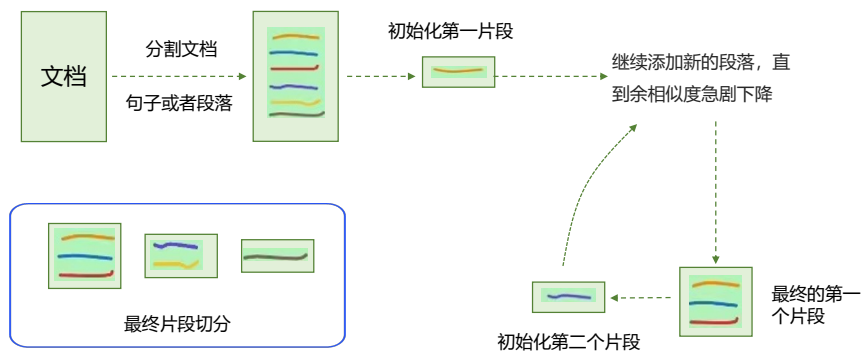 文档
分割文档
句子或者段落
初始化第一片段
继续添加新的段落，直
到余相似度急剧下降
最终的第一
个片段
初始化第二个片段
最终片段切分